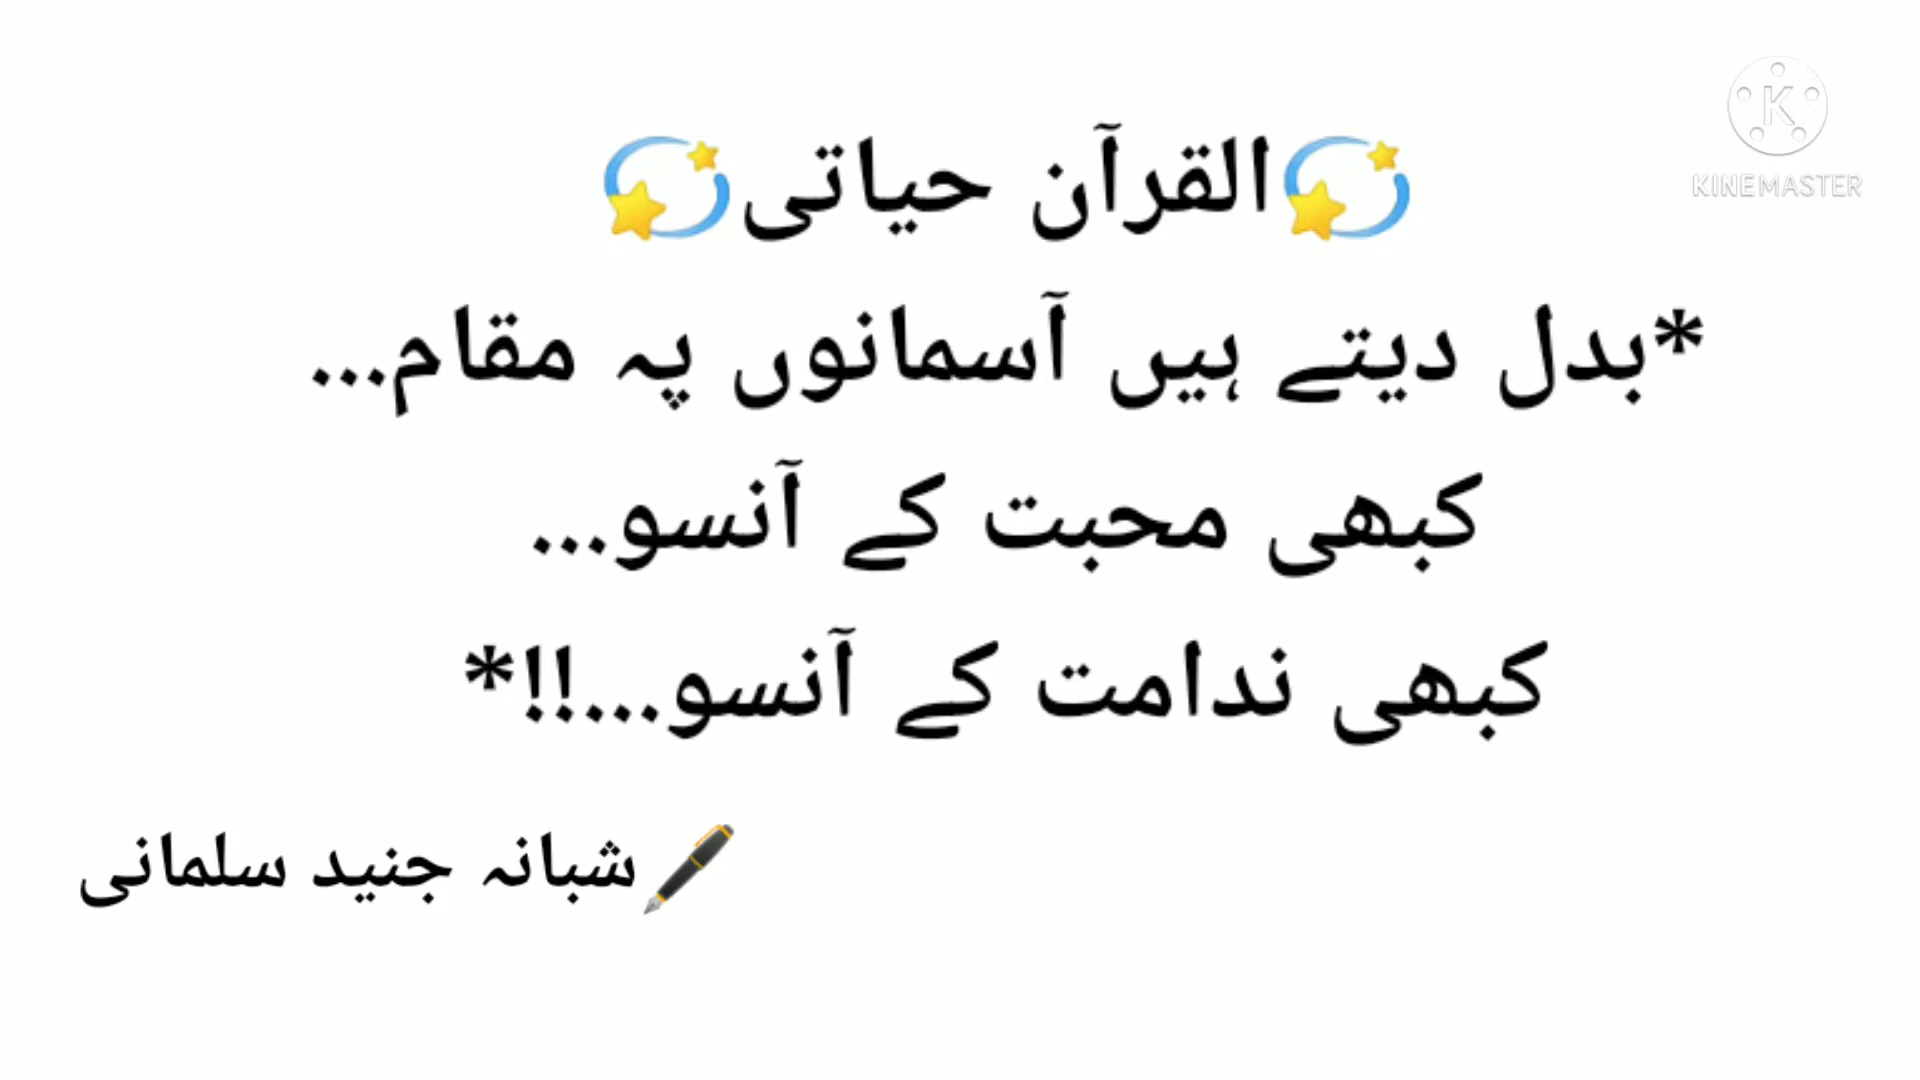 💫القرآن حیاتی💫
*بدل دیتے ہیں آسمانوں پہ مقام...
کبھی محبت کے آنسو...
کبھی ندامت کے آنسو...!!*
🖋️شبانہ جنید سلمانی
K
KINEMASTER